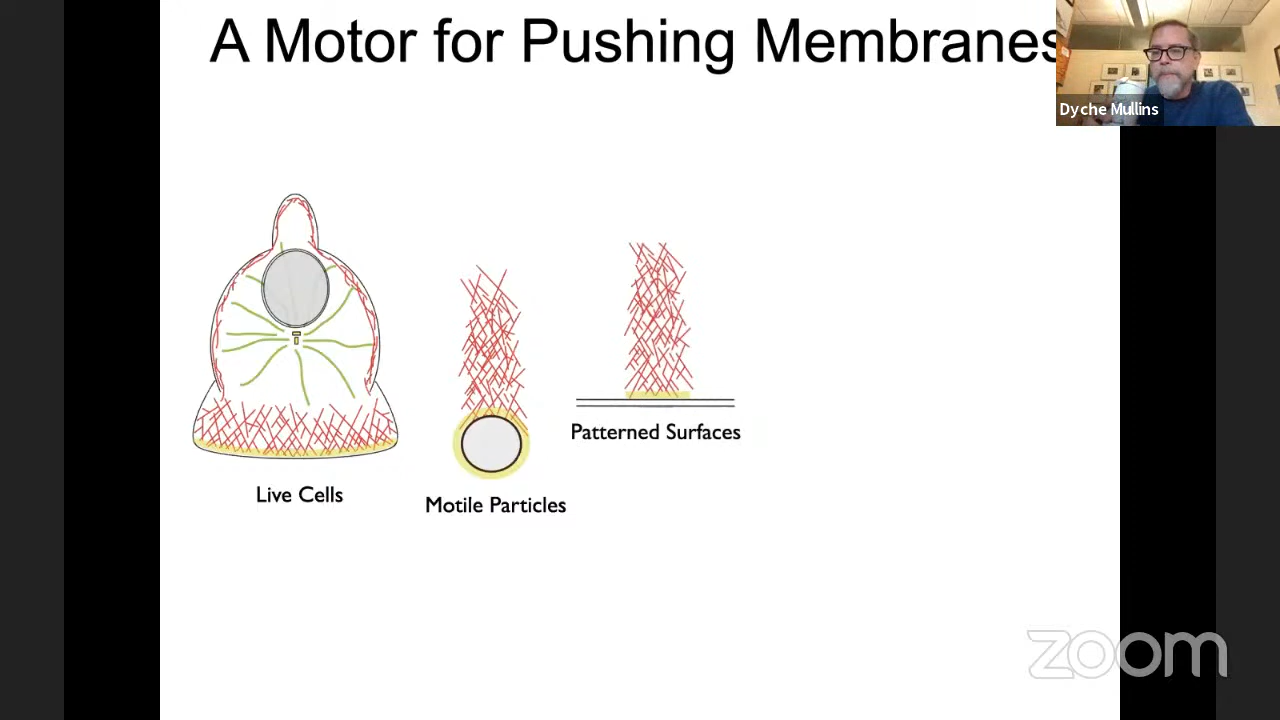 A Motor for Pushing Membranes
Dyche Mullins
Patterned Surfaces
Live Cells
Motile Particles
zoom